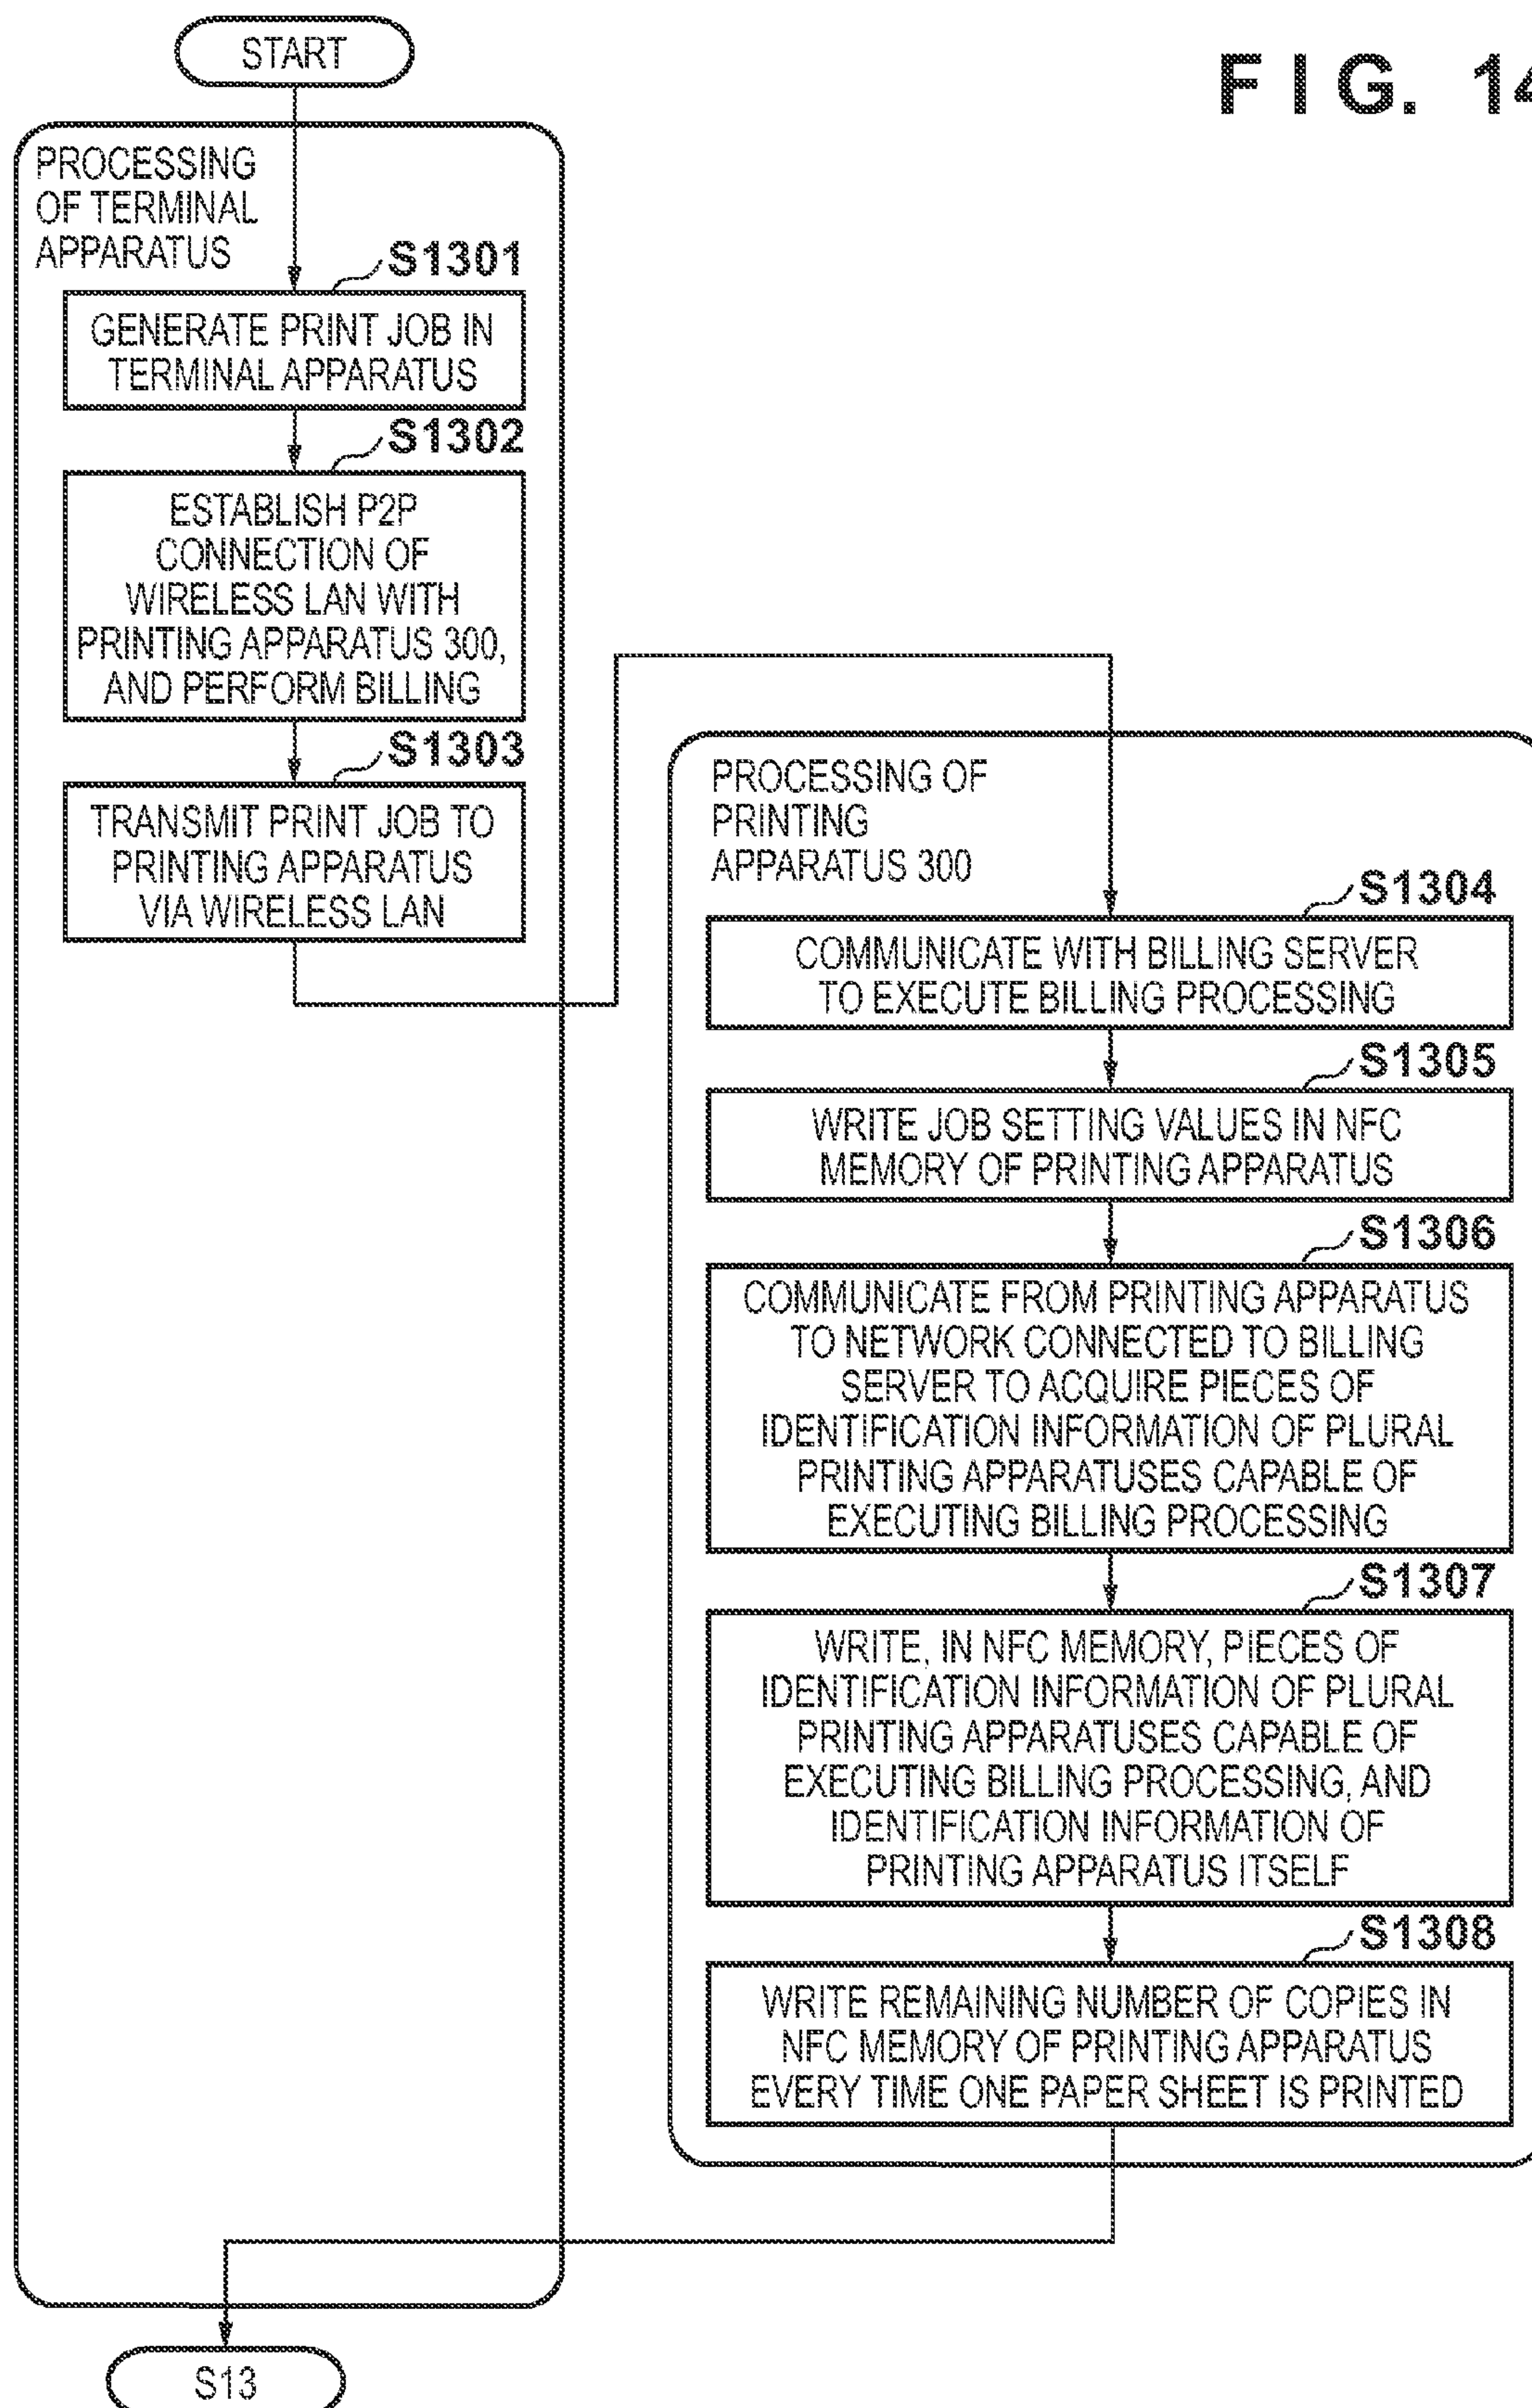 START
F I G. 14
PROCESSING
OF TERMINAL
APPARATUS
S1301
GENERATE PRINT JOB IN
TERMINAL APPARATUS
S1302
ESTABLISH P2P
CONNECTION OF
WIRELESS LAN WITH
PRINTING APPARATUS 300,
AND PERFORM BILLING
S1303
TRANSMIT PRINT JOB TO
PRINTING APPARATUS
VIA WIRELESS LAN
PROCESSING OF
PRINTING
APPARATUS 300
S1304
COMMUNICATE WITH BILLING SERVER
TO EXECUTE BILLING PROCESSING
S1305
WRITE JOB SETTING VALUES IN NFC
MEMORY OF PRINTING APPARATUS
S1306
COMMUNICATE FROM PRINTING APPARATUS
TO NETWORK CONNECTED TO BILLING
SERVER TO ACQUIRE PIECES OF
IDENTIFICATION INFORMATION OF PLURAL
PRINTING APPARATUSES CAPABLE OF
EXECUTING BILLING PROCESSING
S1307
WRITE, IN NFC MEMORY, PIECES OF
IDENTIFICATION INFORMATION OF PLURAL
PRINTING APPARATUSES CAPABLE OF
EXECUTING BILLING PROCESSING, AND
IDENTIFICATION INFORMATION OF
PRINTING APPARATUS ITSELF
S1308
WRITE REMAINING NUMBER OF COPIES IN
NFC MEMORY OF PRINTING APPARATUS
EVERY TIME ONE PAPER SHEET IS PRINTED
S13